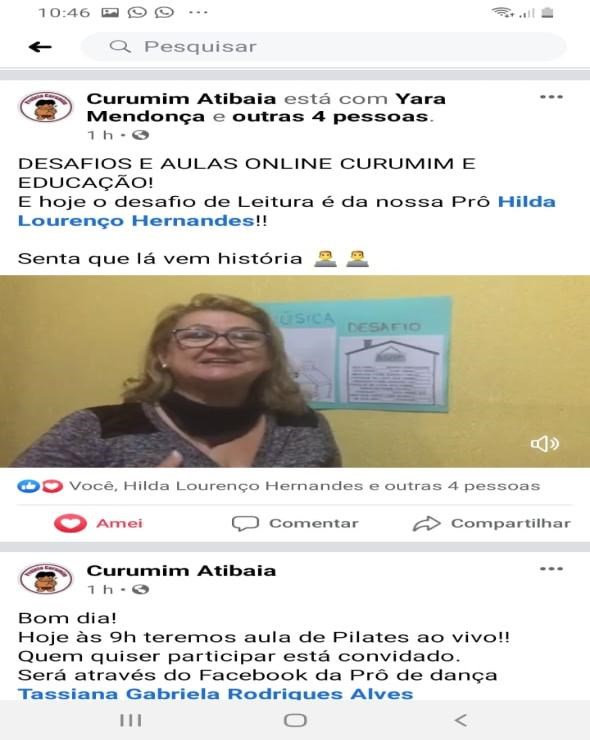 10:46
Pesquisar
Curumim Atibaia está com Yara
Mendonça e outras 4 pessoas.
1 h
DESAFIOS E AULAS ONLINE CURUMIM E
EDUCAÇÃO!
E hoje o desafio de Leitura é da nossa Prô Hilda
Lourenço Hernandes!!
Senta que lá vem história
MÚSICA
DESAFIO
Você, Hilda Lourenço Hernandes e outras 4 pessoas
Amei
Comentar
Compartilhar
Curumim Atibaia
1 h
Bom dia!
Hoje às 9h teremos aula de Pilates ao vivo!!
Quem quiser participar está convidado.
Será através do Facebook da Prô de dança
Tassiana Gabriela Rodrigues Alves